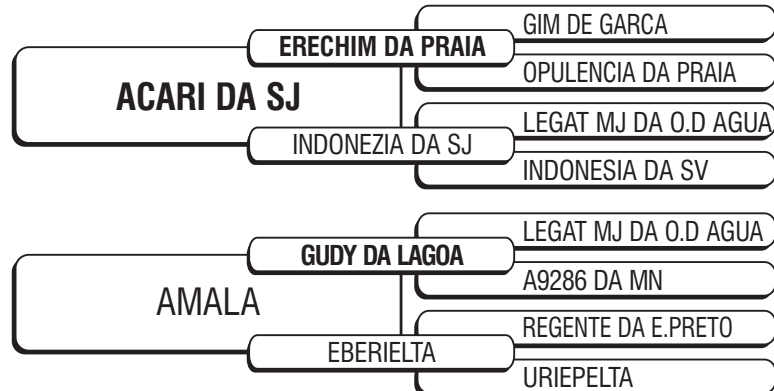 GIM DE GARCA
ERECHIM DA PRAIA
OPULENCIA DA PRAIA
ACARI DA SJ
LEGAT MJ DA O.D AGUA
INDONEZIA DA SJ
INDONESIA DA SV
LEGAT MJ DA O.D AGUA
GUDY DA LAGOA
A9286 DA MN
AMALA
REGENTE DA E.PRETO
EBERIELTA
URIEPELTA